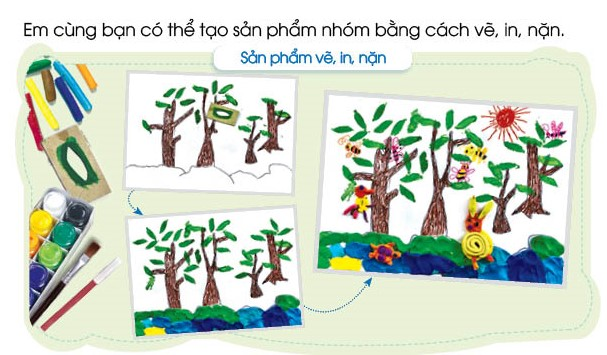 Em cùng bạn có thể tạo sản phẩm nhóm bằng cách vẽ, in, nặn.
Sản phẩm vẽ, in, nặn